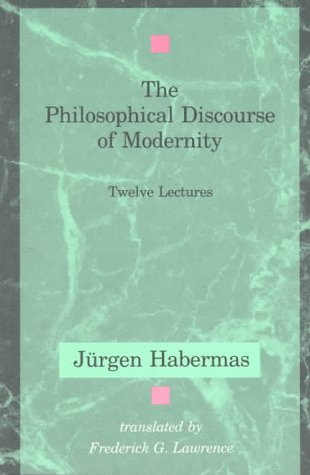 The
Philosophical Discourse
of Modernity
Twelve Lectures
Jürgen Habermas
translated by
Frederick G. Lawrence